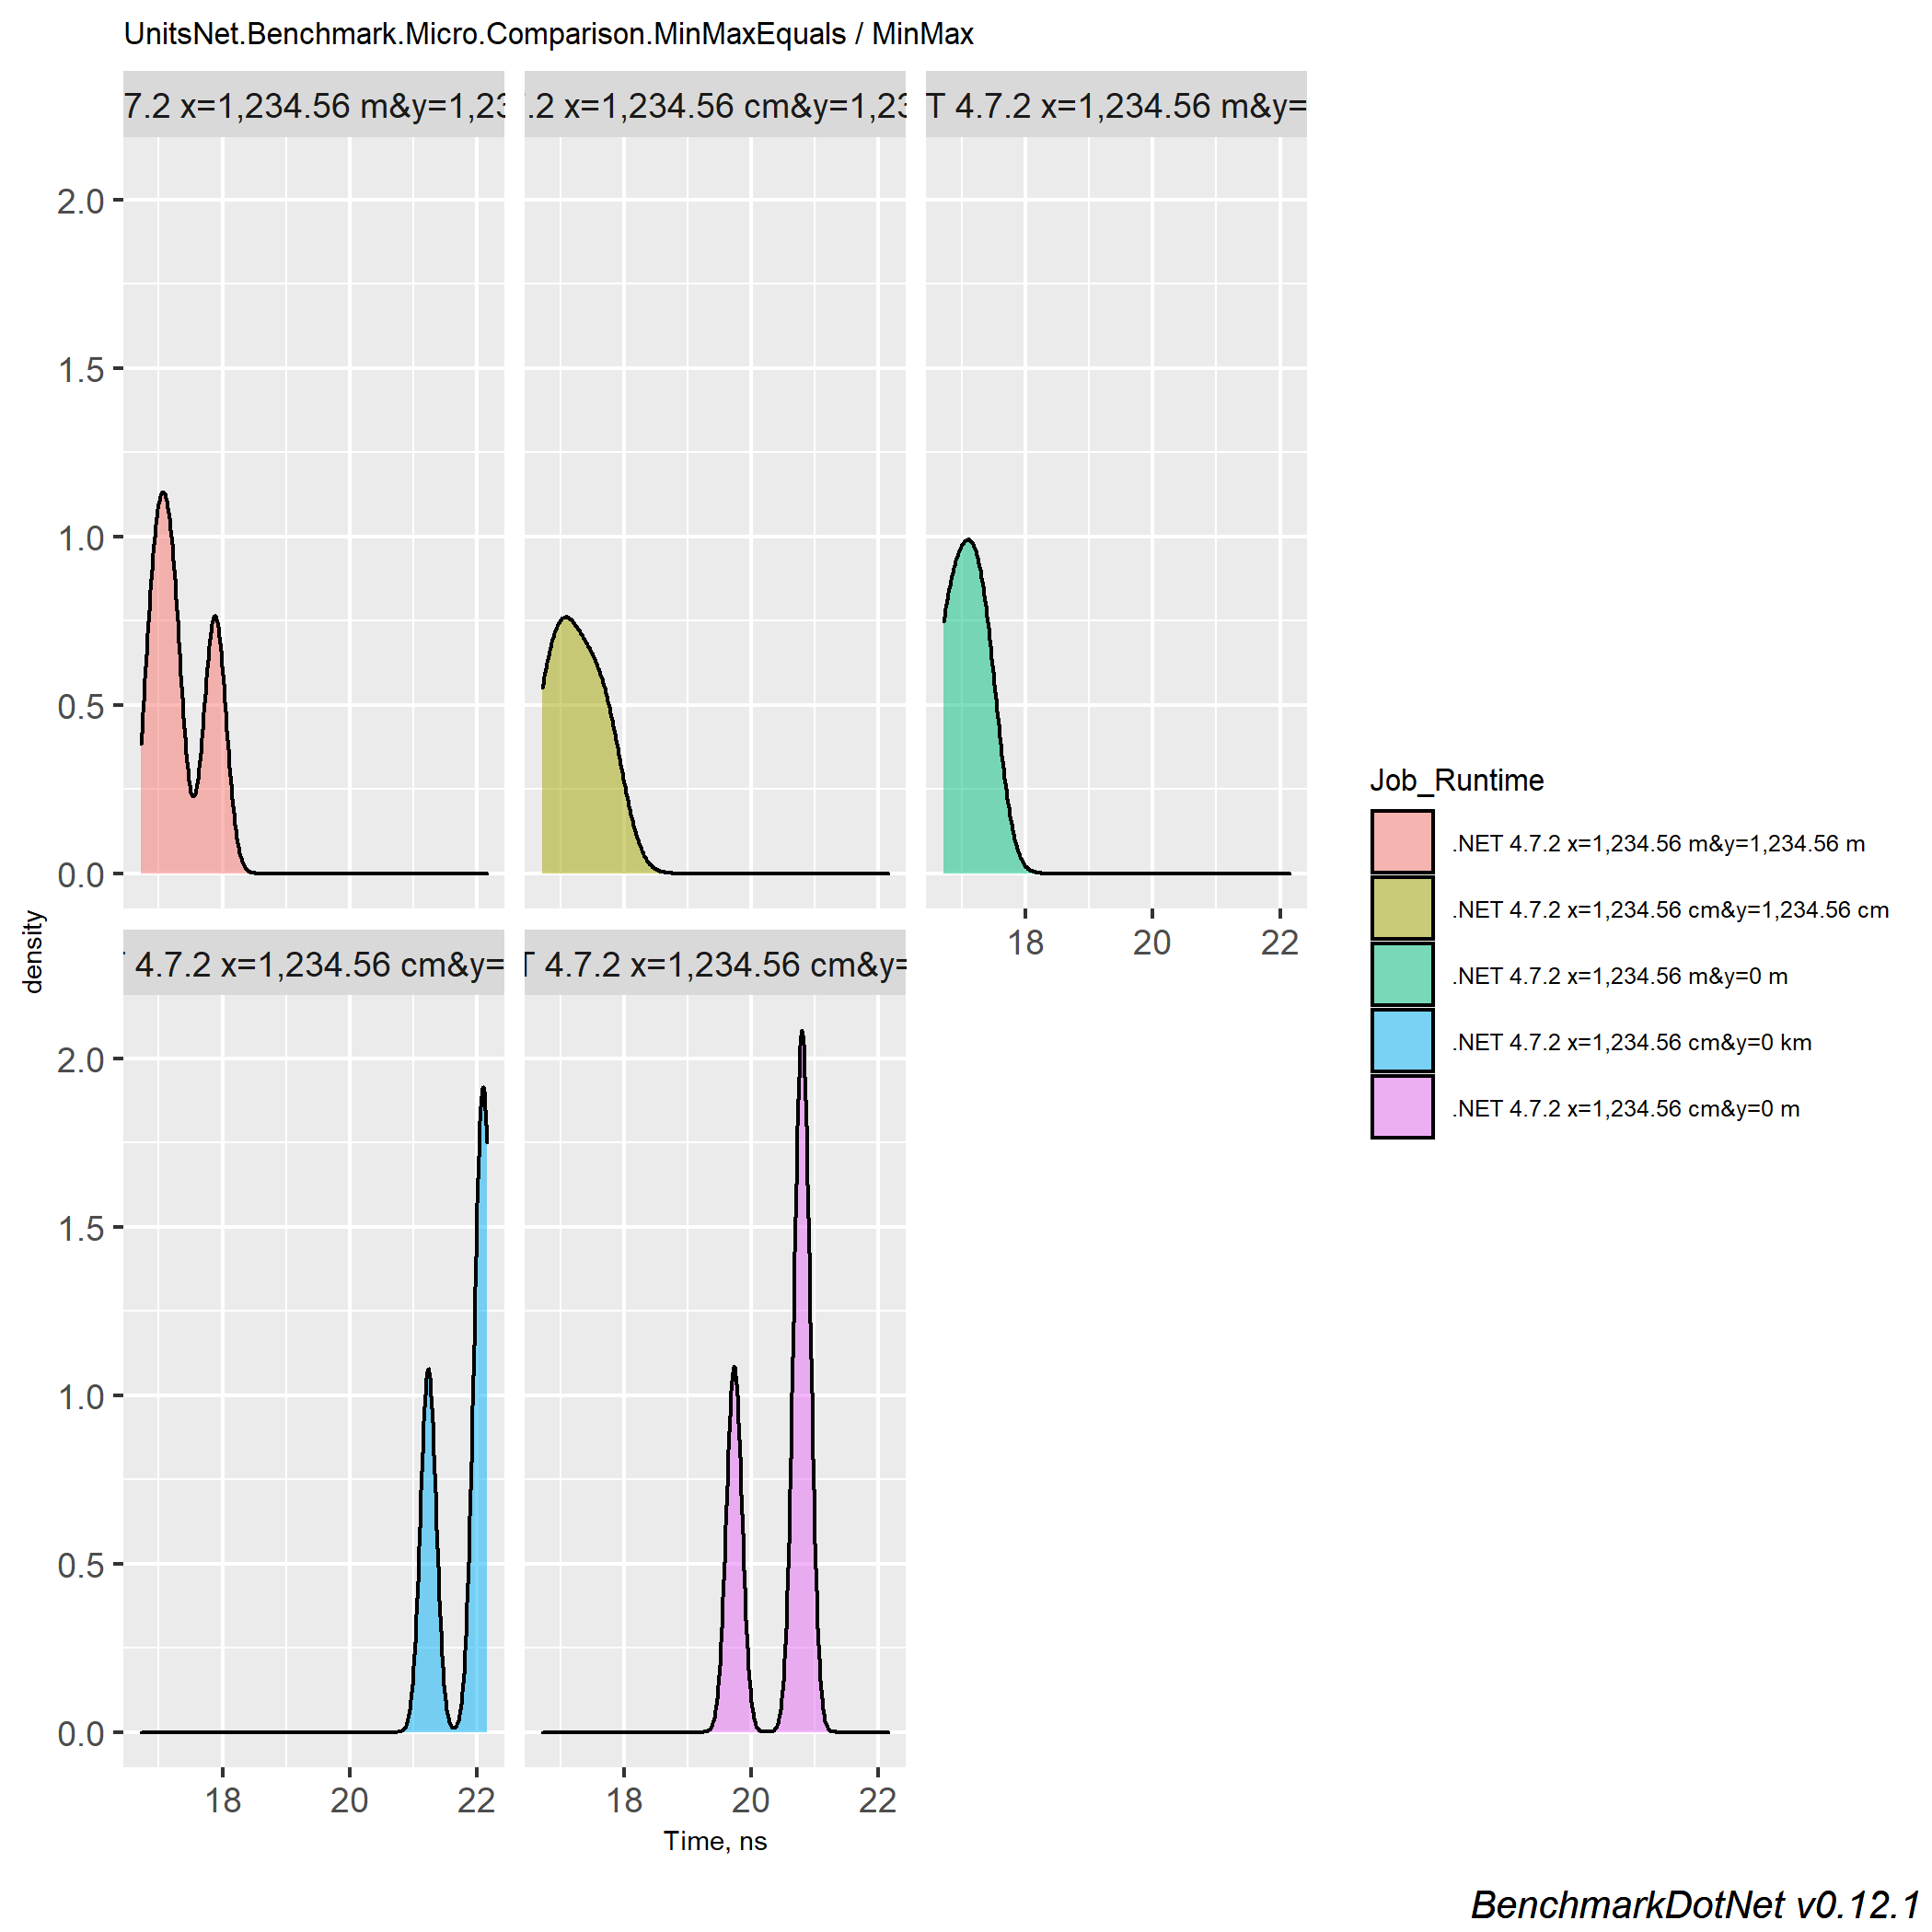 UnitsNet.Benchmark.Micro.Comparison.MinMaxEquals / MinMax
7.2 x=1,234.56 m&y=1,23
.2 x=1,234.56 cm&y=1,23
T 4.7.2 x=1,234.56 m&y=
2.0
1.5
1.0
0.5
0.0
18 20 22
density
4.7.2 x=1,234.56 cm&y=
T 4.7.2 x=1,234.56 cm&y=
2.0
1.5
1.0
0.5
0.0
18 20 22
18 20 22
Time, ns
Job_Runtime
.NET 4.7.2 x=1,234.56 m&y=1,234.56 m
.NET 4.7.2 x=1,234.56 cm&y=1,234.56 cm
.NET 4.7.2 x=1,234.56 m&y=0 m
.NET 4.7.2 x=1,234.56 cm&y=0 km
.NET 4.7.2 x=1,234.56 cm&y=0 m
BenchmarkDotNet v0.12.1